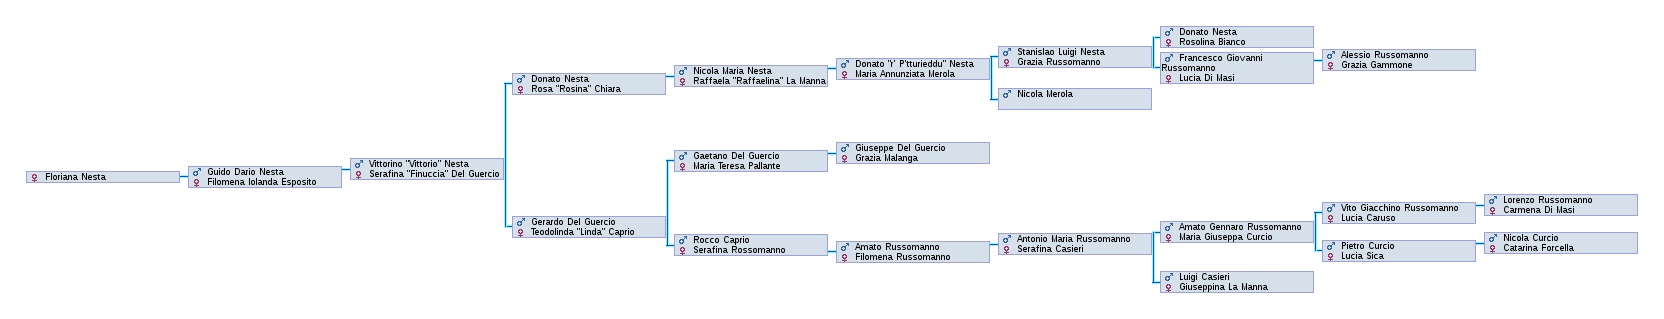 Floriana Nesta
Guido Dario Nesta
Filomena Iolanda Esposito
Vittorino "Vittorio" Nesta
Serafina "Finuccia" Del Guercio
Donato Nesta
Rosa "Rosina" Chiara
Nicola Maria Nesta
Raffaela "Raffaelina" La Manna
Donato "r' P'tturieddu" Nesta
Maria Annunziata Merola
Stanislao Luigi Nesta
Grazia Russomanno
Donato Nesta
Rosolina Bianco
Francesco Giovanni
Russomanno
Lucia Di Masi
Alessio Russomanno
Grazia Gammone
Nicola Merola
Gerardo Del Guercio
Teodolinda "Linda" Caprio
Gaetano Del Guercio
Maria Teresa Pallante
Giuseppe Del Guercio
Grazia Malanga
Rocco Caprio
Serafina Rossomanno
Amato Russomanno
Filomena Russomanno
Antonio Maria Russomanno
Serafina Casieri
Amato Gennaro Russomanno
Maria Giuseppa Curcio
Vito Giacchino Russomanno
Lucia Caruso
Lorenzo Russomanno
Carmena Di Masi
Pietro Curcio
Lucia Sica
Nicola Curcio
Catarina Forcella
Luigi Casieri
Giuseppina La Manna